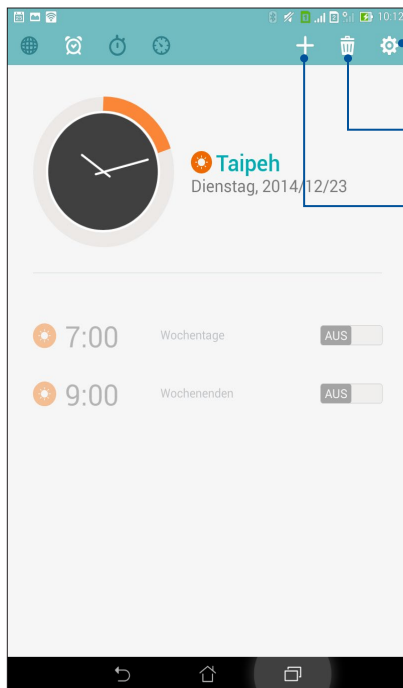 10:12
Taipeh
Dienstag, 2014/12/23
7:00 Wochentage AUS
9:00 Wochenenden AUS